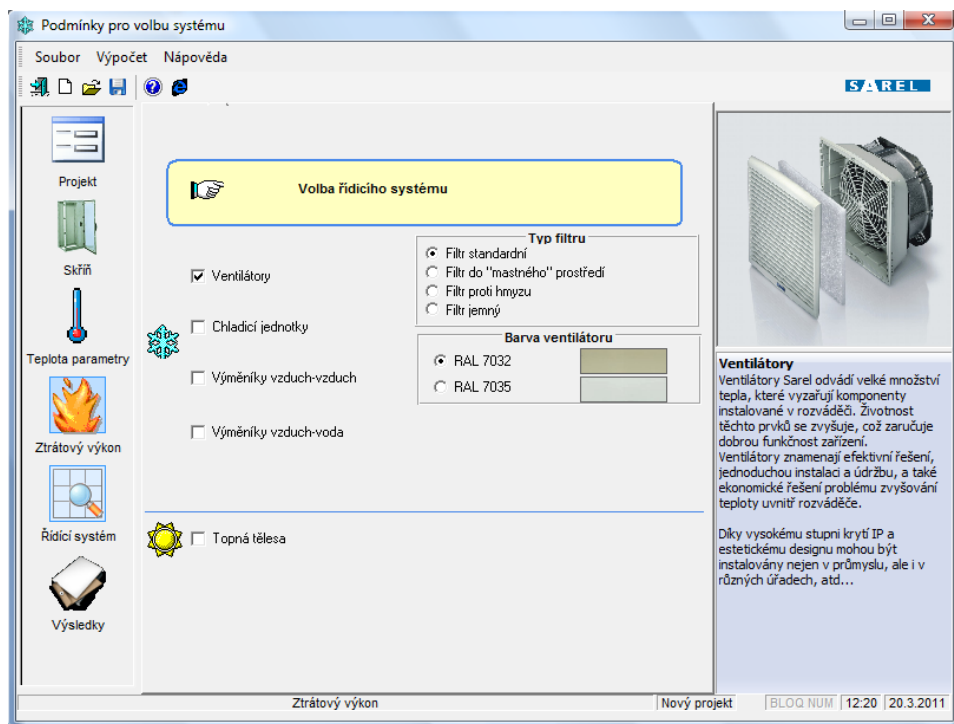 Podmínky pro volbu systému
Soubor Výpočet Nápověda
SAREL
Projekt
Skříň
Teplota parametry
Ztrátový výkon
Řídící systém
Výsledky
Volba řídicího systému
Ventilátory
Chladicí jednotky
Výměníky vzduch-vzduch
Výměníky vzduch-voda
Typ filtru
Filtr standardní
Filtr do "mastného" prostředí
Filtr proti hmyzu
Filtr jemný
Barva ventilátoru
RAL 7032
RAL 7035
Topná tělesa
Ventilátory
Ventilátory Sarel odvádí velké množství
tepla, které vyzařují komponenty
instalované v rozváděči. Životnost
těchto prvků se zvyšuje, což zaručuje
dobrou funkčnost zařízení.
Ventilátory znamenají efektivní řešení,
jednoduchou instalaci a údržbu, a také
ekonomické řešení problému zvyšování
teploty uvnitř rozváděče.
Díky vysokému stupni krytí IP a
estetickému designu mohou být
instalovány nejen v průmyslu, ale i v
různých úřadech, atd...
Ztrátový výkon
Nový projekt
BLOQ NUM
12:20
20.3.2011